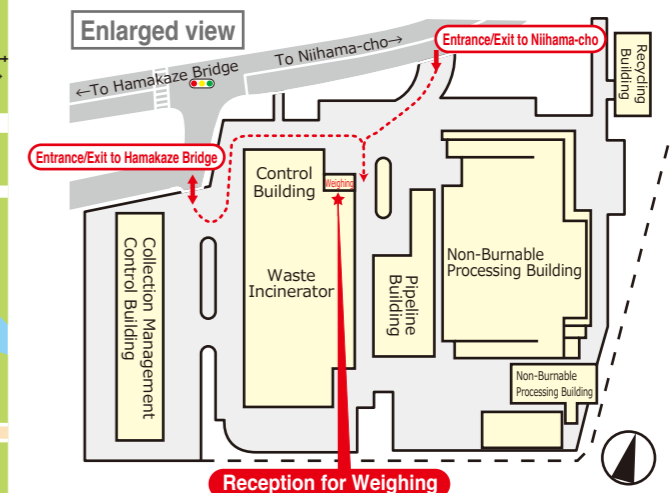 Enlarged view
←To Hamakaze Bridge
To Niihama-cho→
Entrance/Exit to Niihama-cho
Recycling
Building
Entrance/Exit to Hamakaze Bridge
Control
Building
Weighing
Waste
Incinerator
Collection Management
Control Building
Pipeline
Building
Non-Burnable
Processing Building
Non-Burnable
Processing Building
Reception for Weighing